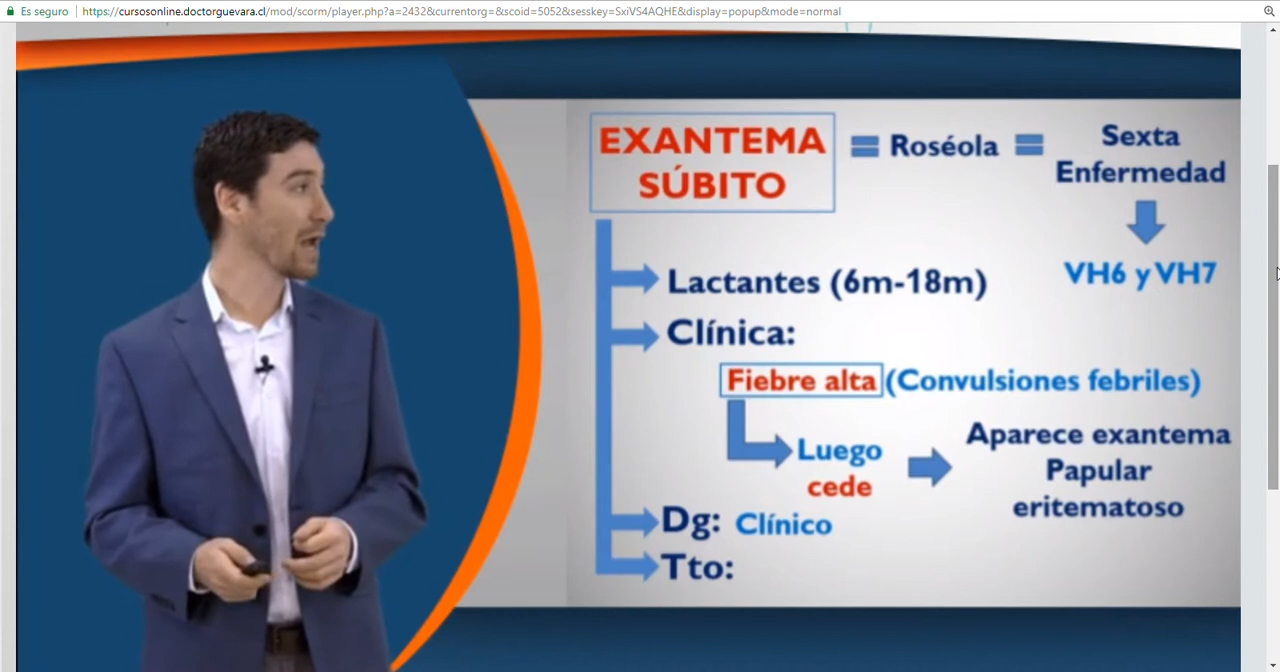 Es seguro
https://cursosonline.doctorguevara.cl/mod/scorm/player.php?a=2432&currentorg=&scoid=5052&sesskey=SxiVS4AQHE&display=popup&mode=normal
EXANTEMA
SÚBITO
= Roséola =
Sexta
Enfermedad
VH6 y VH7
Lactantes (6m-18m)
Clínica:
Fiebre alta (Convulsiones febriles)
Luego
cede
Aparece exantema
Papular
eritematoso
Dg: Clínico
Tto: